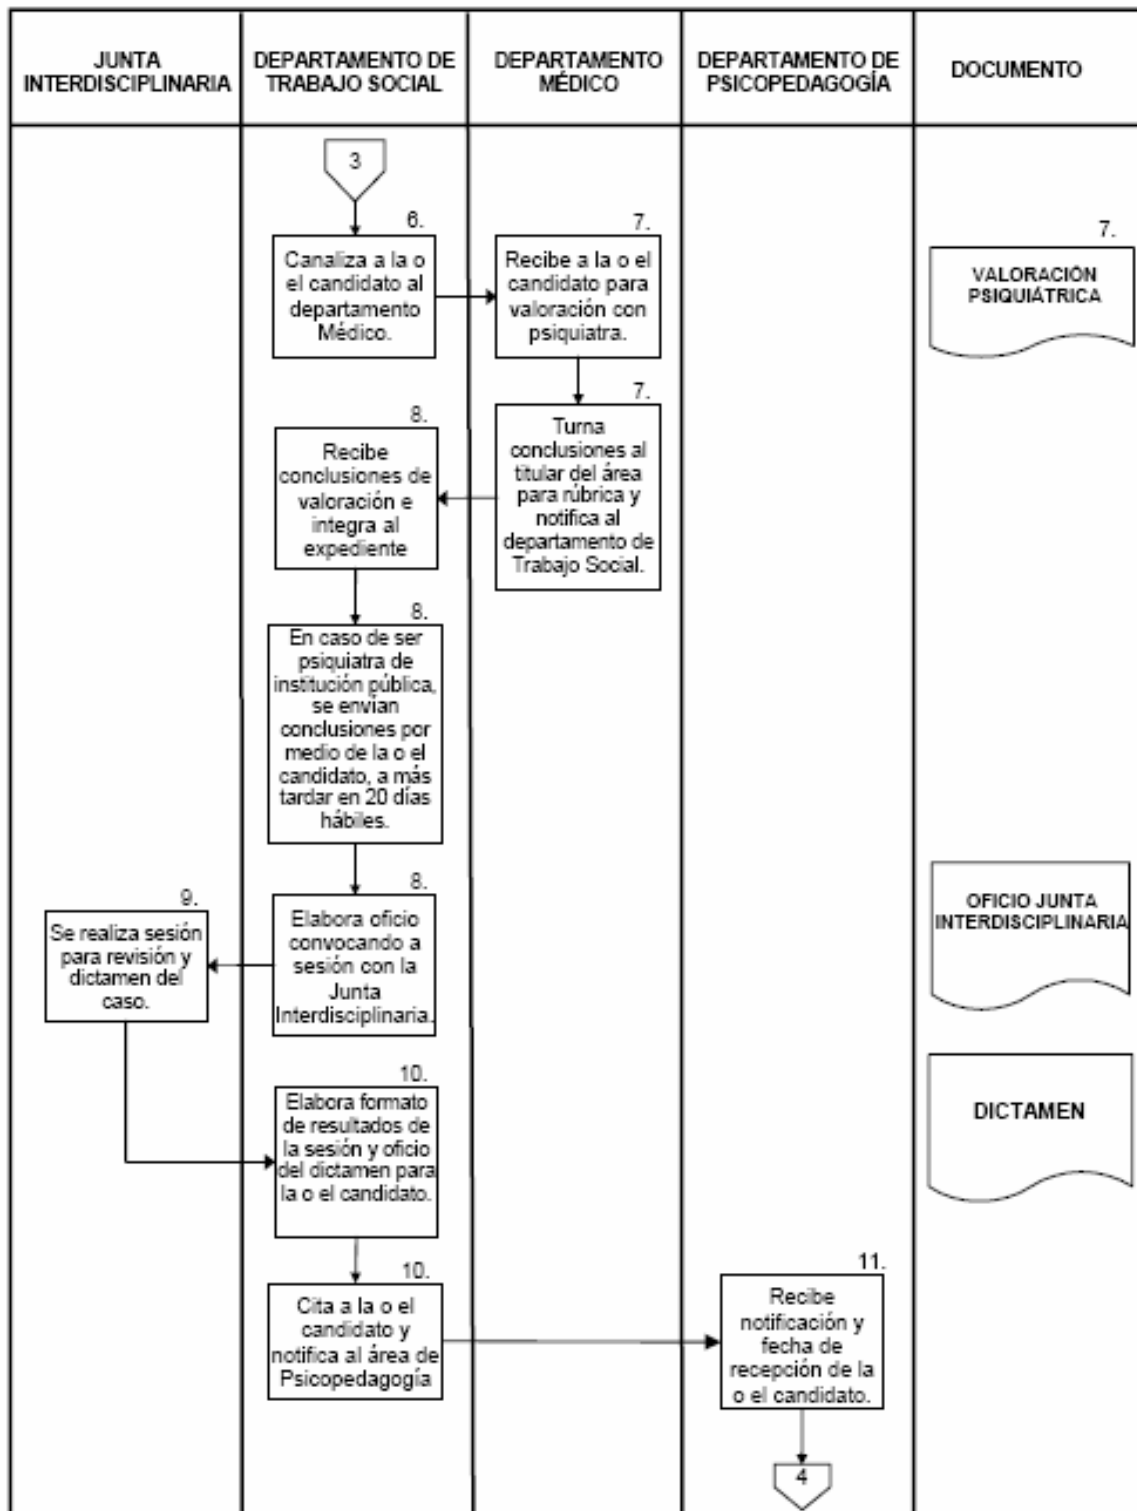 JUNTA
INTERDISCIPLINARIA
DEPARTAMENTO DE
TRABAJO SOCIAL
DEPARTAMENTO
MÉDICO
DEPARTAMENTO DE
PSICOPEDAGOGÍA
DOCUMENTO
3
6.
Canaliza a la o
el candidato al
departamento
Médico.
7.
Recibe a la o el
candidato para
valoración con
psiquiatra.
7.
VALORACIÓN
PSIQUIÁTRICA
7.
Turna
conclusiones al
titular del área
para rúbrica y
notifica al
departamento de
Trabajo Social.
8.
Recibe
conclusiones de
valoración e
integra al
expediente
8.
En caso de ser
psiquiatra de
institución pública,
se envían
conclusiones por
medio de la o el
candidato, a más
tardar en 20 días
hábiles.
8.
Elabora oficio
convocando a
sesión con la
Junta
Interdisciplinaria.
OFICIO JUNTA
INTERDISCIPLINARIA
9.
Se realiza sesión
para revisión y
dictamen del
caso.
10.
Elabora formato
de resultados de
la sesión y oficio
del dictamen para
la o el candidato.
DICTAMEN
10.
Cita a la o el
candidato y
notifica al área de
Psicopedagogía
11.
Recibe
notificación y
fecha de
recepción de la
o el candidato.
4